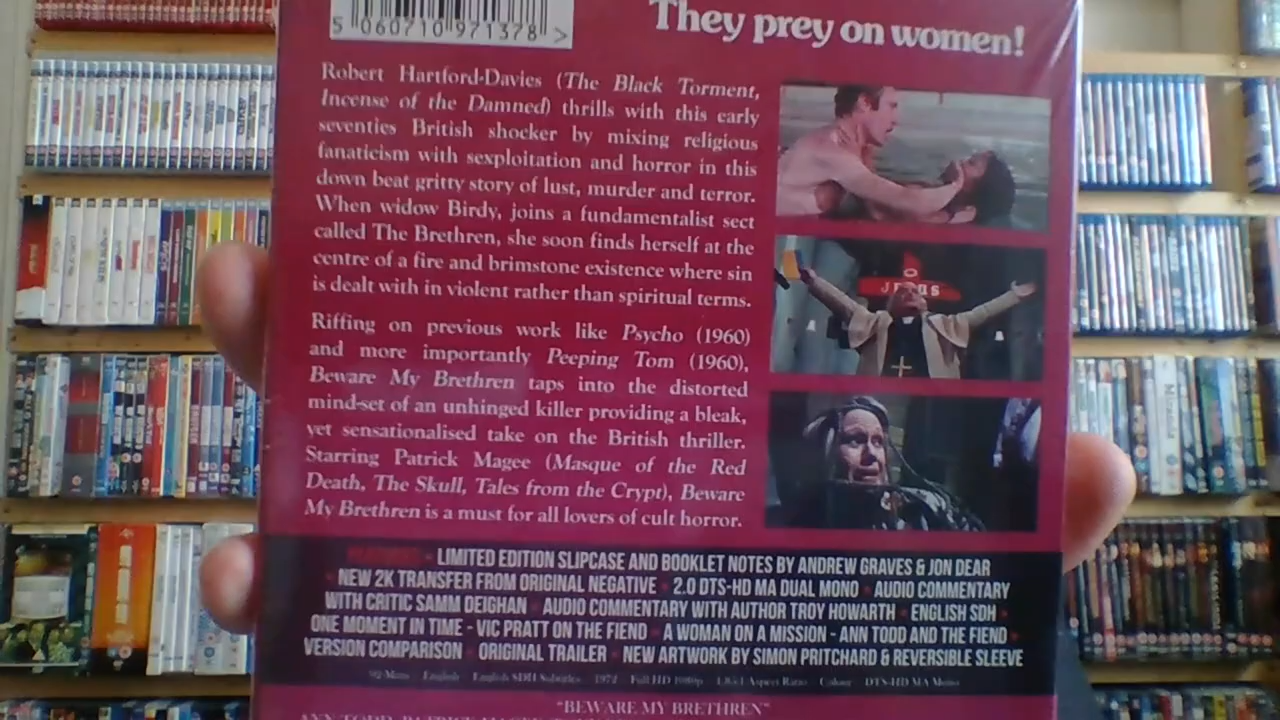 They prey on women!
5 060710 971378 >
Robert Hartford-Davies (The Black Torment,
Incense of the Damned) thrills with this early
seventies British shocker by mixing religious
fanaticism with sexploitation and horror in this
down beat gritty story of lust, murder and terror.
When widow Birdy, joins a fundamentalist sect
called The Brethren, she soon finds herself at the
centre of a fire and brimstone existence where sin
is dealt with in violent rather than spiritual terms.
Riffing on previous work like Psycho (1960)
and more importantly Peeping Tom (1960),
Beware My Brethren taps into the distorted
mind-set of an unhinged killer providing a bleak,
yet sensationalised take on the British thriller.
Starring Patrick Magee (Masque of the Red
Death, The Skull, Tales from the Crypt), Beware
My Brethren is a must for all lovers of cult horror.
JESUS
LIMITED EDITION SLIPCASE AND BOOKLET NOTES BY ANDREW GRAVES & JON DEAR
• NEW 2K TRANSFER FROM ORIGINAL NEGATIVE • 2.0 DTS-HD MA DUAL MONO • AUDIO COMMENTARY
WITH CRITIC SAMM DEIGHAN • AUDIO COMMENTARY WITH AUTHOR TROY HOWARTH • ENGLISH SDH •
ONE MOMENT IN TIME - VIC PRATT ON THE FIEND • A WOMAN ON A MISSION - ANN TODD AND THE FIEND •
VERSION COMPARISON • ORIGINAL TRAILER • NEW ARTWORK BY SIMON PRITCHARD & REVERSIBLE SLEEVE
English English SDH Subtitles 1972 Full HD 1080p Aspect Ratio Colour DTS-HD MA Mono
"BEWARE MY BRETHREN"